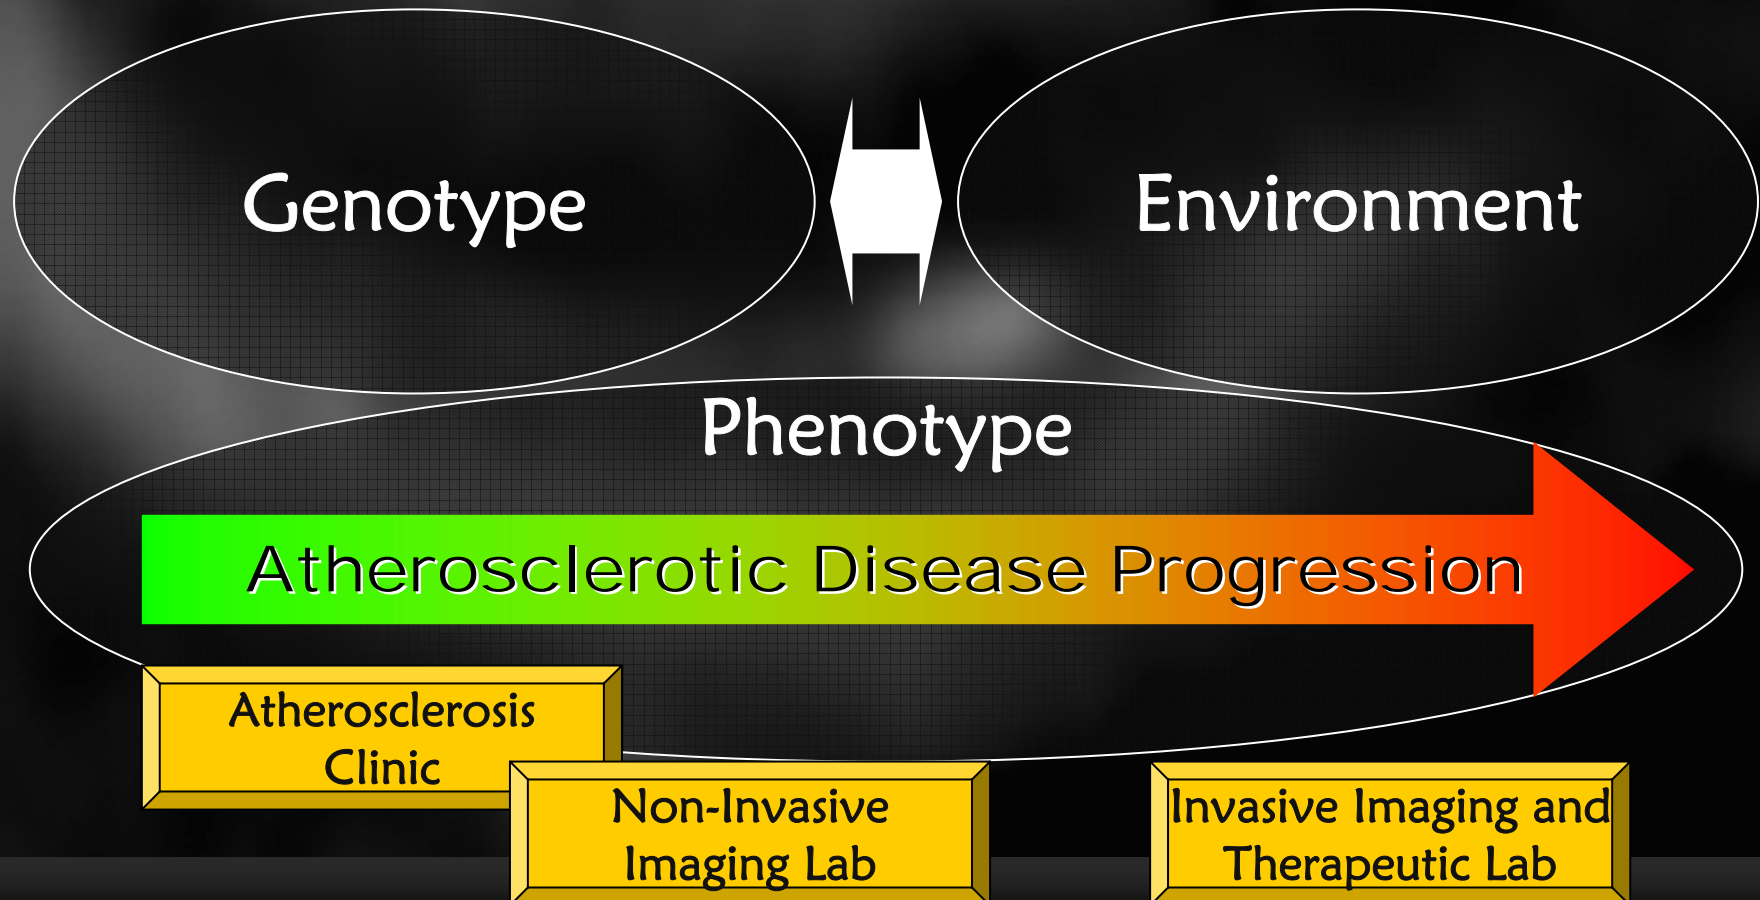 Genotype
Environment
Phenotype
Atherosclerotic Disease Progression
Atherosclerosis
Clinic
Non-Invasive
Imaging Lab
Invasive Imaging and
Therapeutic Lab